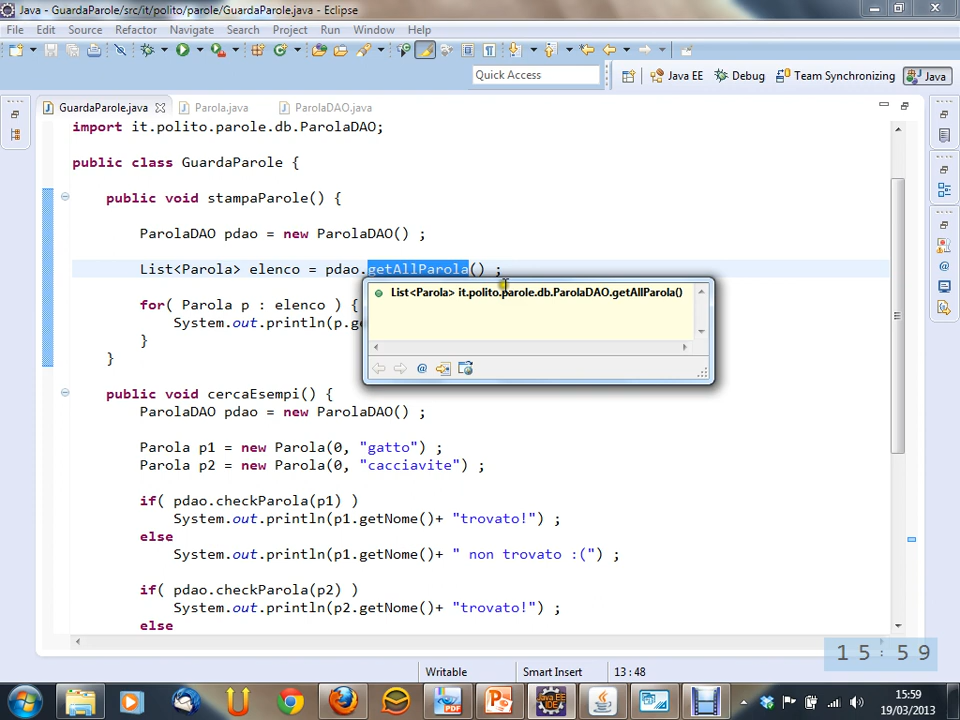 Java - GuardaParole/src/it/polito/parole/GuardaParole.java - Eclipse
File Edit Source Refactor Navigate Search Project Run Window Help
Quick Access
Java EE
Debug
Team Synchronizing
Java
GuardaParole.java
Parola.java
ParolaDAO.java
import it.polito.parole.db.ParolaDAO;
public class GuardaParole {
public void stampaParole() {
ParolaDAO pdao = new ParolaDAO() ;
List<Parola> elenco = pdao.getAllParola() ;
List<Parola> it.polito.parole.db.ParolaDAO.getAllParola()
for( Parola p : elenco ) {
System.out.println(p.ge
}
}
public void cercaEsempi() {
ParolaDAO pdao = new ParolaDAO() ;
Parola p1 = new Parola(0, "gatto") ;
Parola p2 = new Parola(0, "cacciavite") ;
if( pdao.checkParola(p1) )
System.out.println(p1.getNome()+ "trovato!") ;
else
System.out.println(p1.getNome()+ " non trovato :(") ;
if( pdao.checkParola(p2) )
System.out.println(p2.getNome()+ "trovato!") ;
else
15:59
Writable
Smart Insert
13 : 48
15:59
19/03/2013